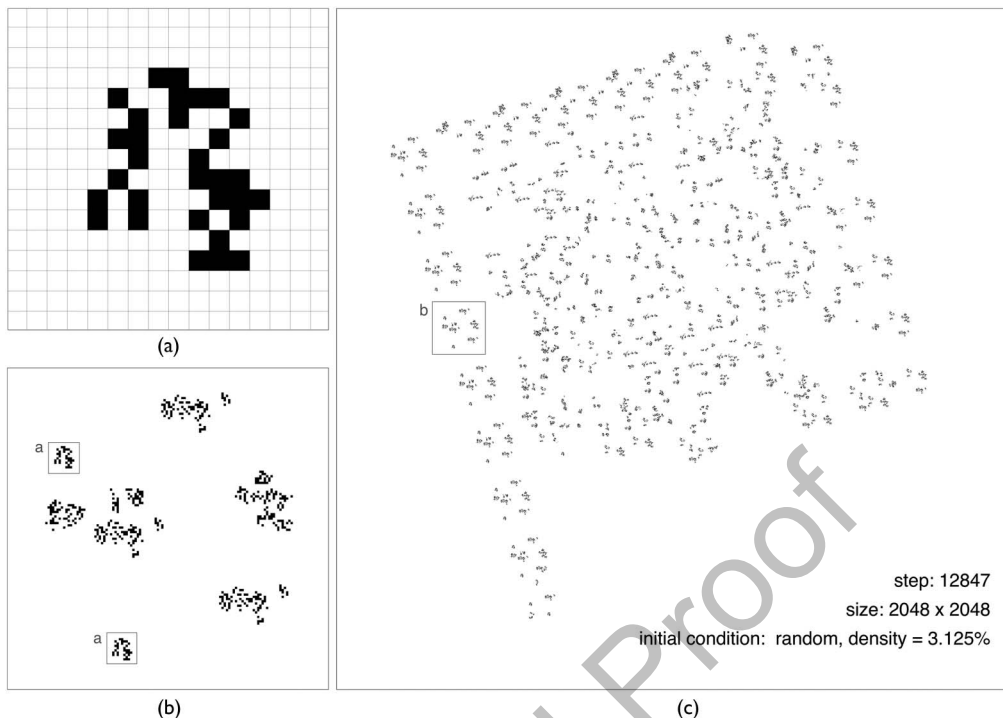 (a)
a
a
(b)
b
step: 12847
size: 2048 x 2048
initial condition: random, density = 3.125%
(c)
Proof